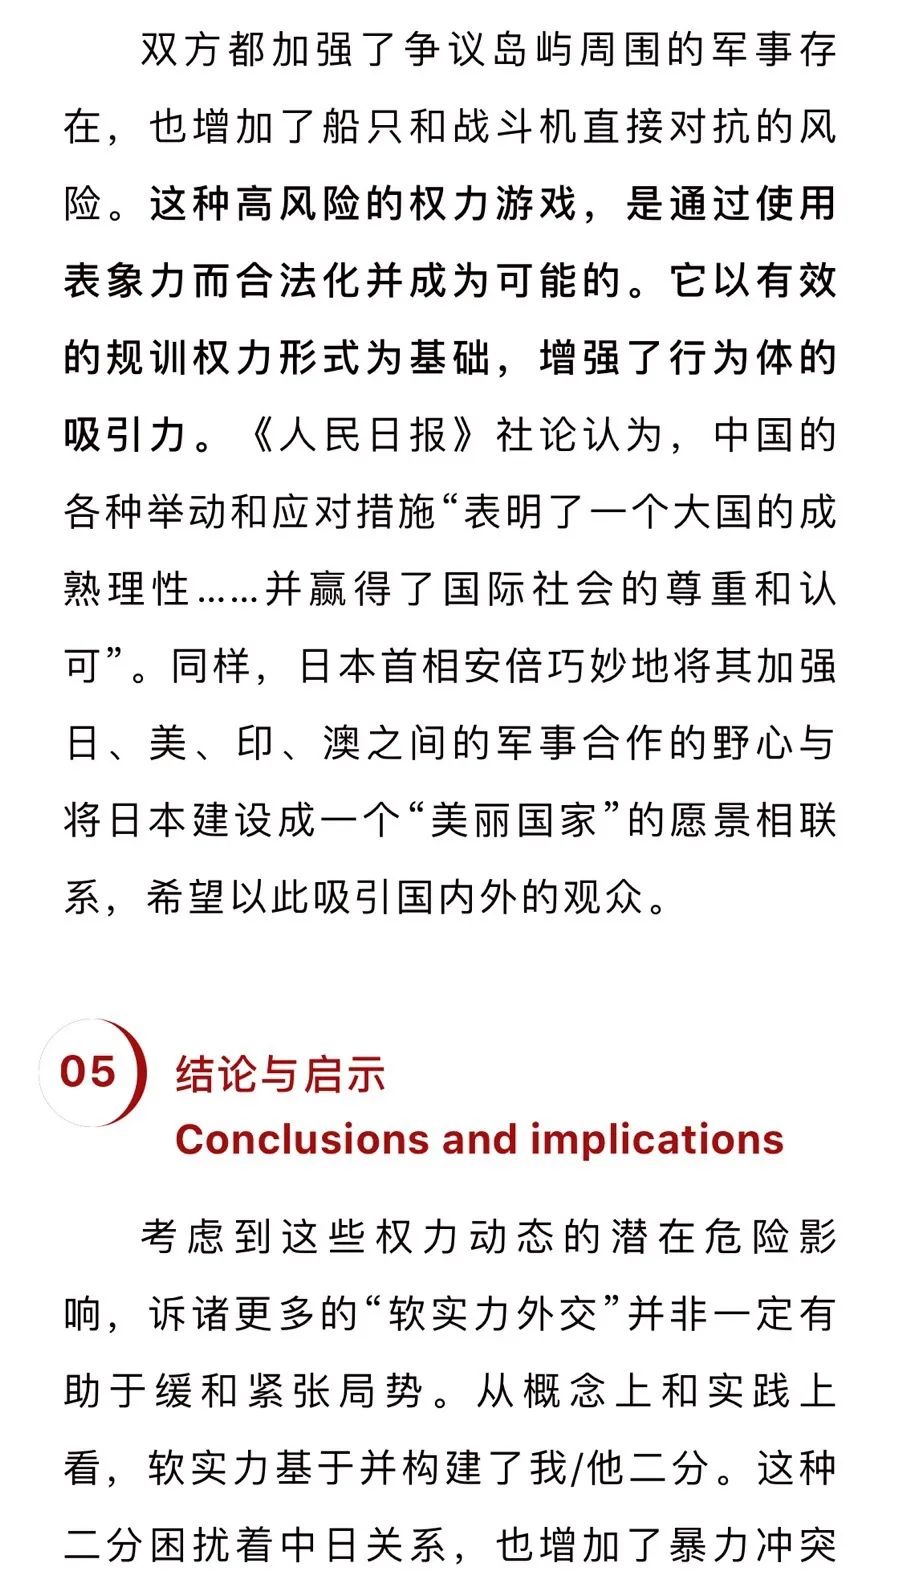 双方都加强了争议岛屿周围的军事存
在，也增加了船只和战斗机直接对抗的风
险。这种高风险的权力游戏，是通过使用
表象力而合法化并成为可能的。它以有效
的规训权力形式为基础，增强了行为体的
吸引力。《人民日报》社论认为，中国的
各种举动和应对措施“表明了一个大国的成
熟理性……并赢得了国际社会的尊重和认
可”。同样，日本首相安倍巧妙地将其加强
日、美、印、澳之间的军事合作的野心与
将日本建设成一个“美丽国家”的愿景相联
系，希望以此吸引国内外的观众。
05 结论与启示
Conclusions and implications
考虑到这些权力动态的潜在危险影
响，诉诸更多的“软实力外交”并非一定有
助于缓和紧张局势。从概念上和实践上
看，软实力基于并构建了我/他二分。这种
二分困扰着中日关系，也增加了暴力冲突